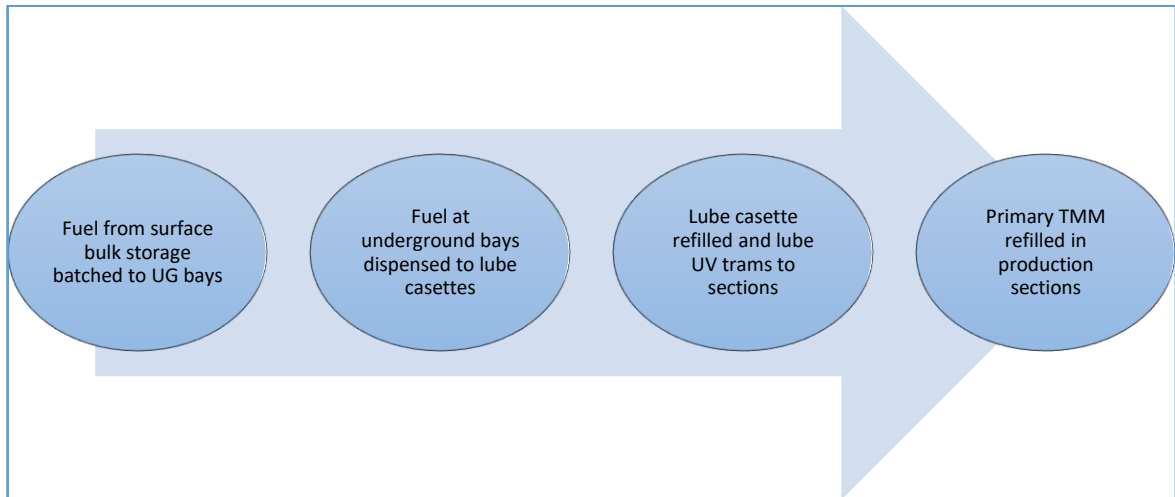 Fuel from surface
bulk storage
batched to UG bays
Fuel at
underground bays
dispensed to lube
casettes
Lube casette
refilled and lube
UV trams to
sections
Primary TMM
refilled in
production
sections